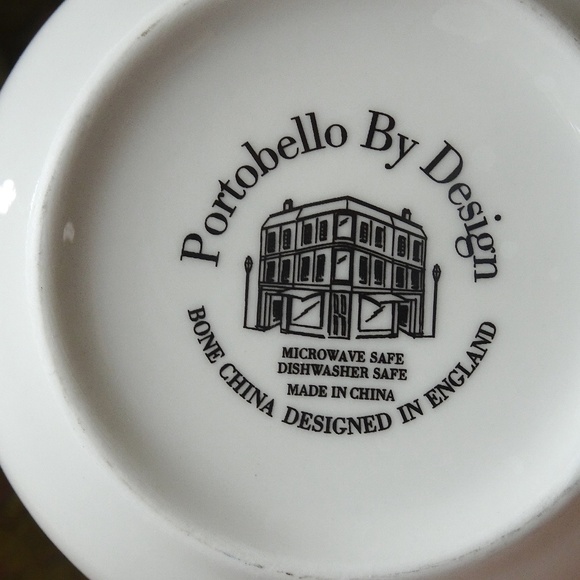 Portobello By Design
MICROWAVE SAFE
DISHWASHER SAFE
MADE IN CHINA
BONE CHINA DESIGNED IN ENGLAND